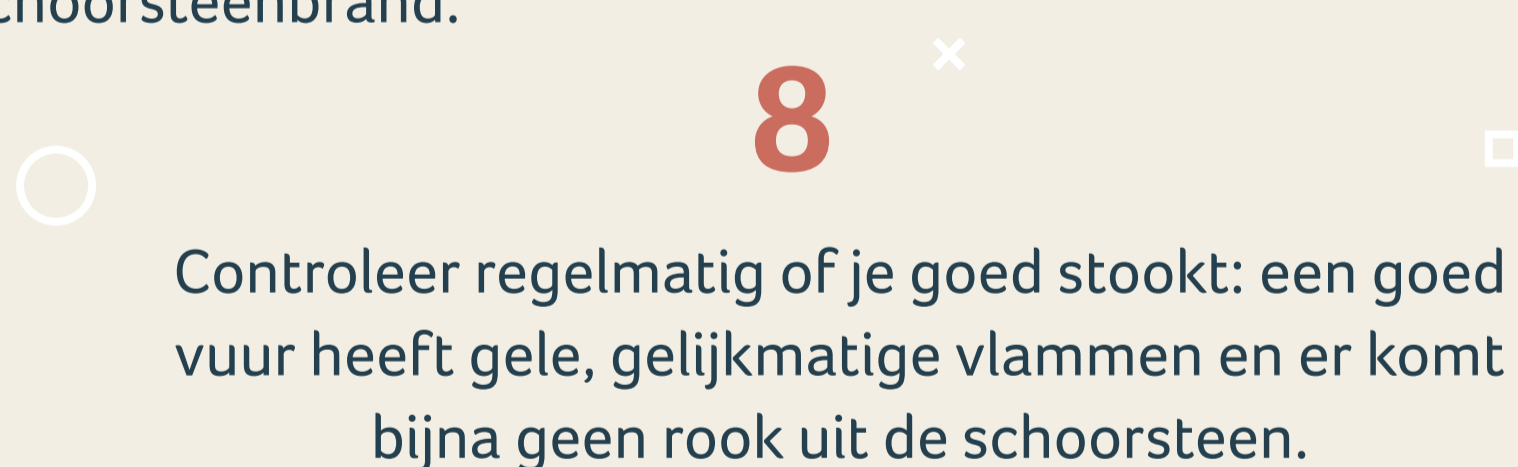 choorsteenbrand.
8
Controleer regelmatig of je goed stookt: een goed
vuur heeft gele, gelijkmatige vlammen en er komt
bijna geen rook uit de schoorsteen.